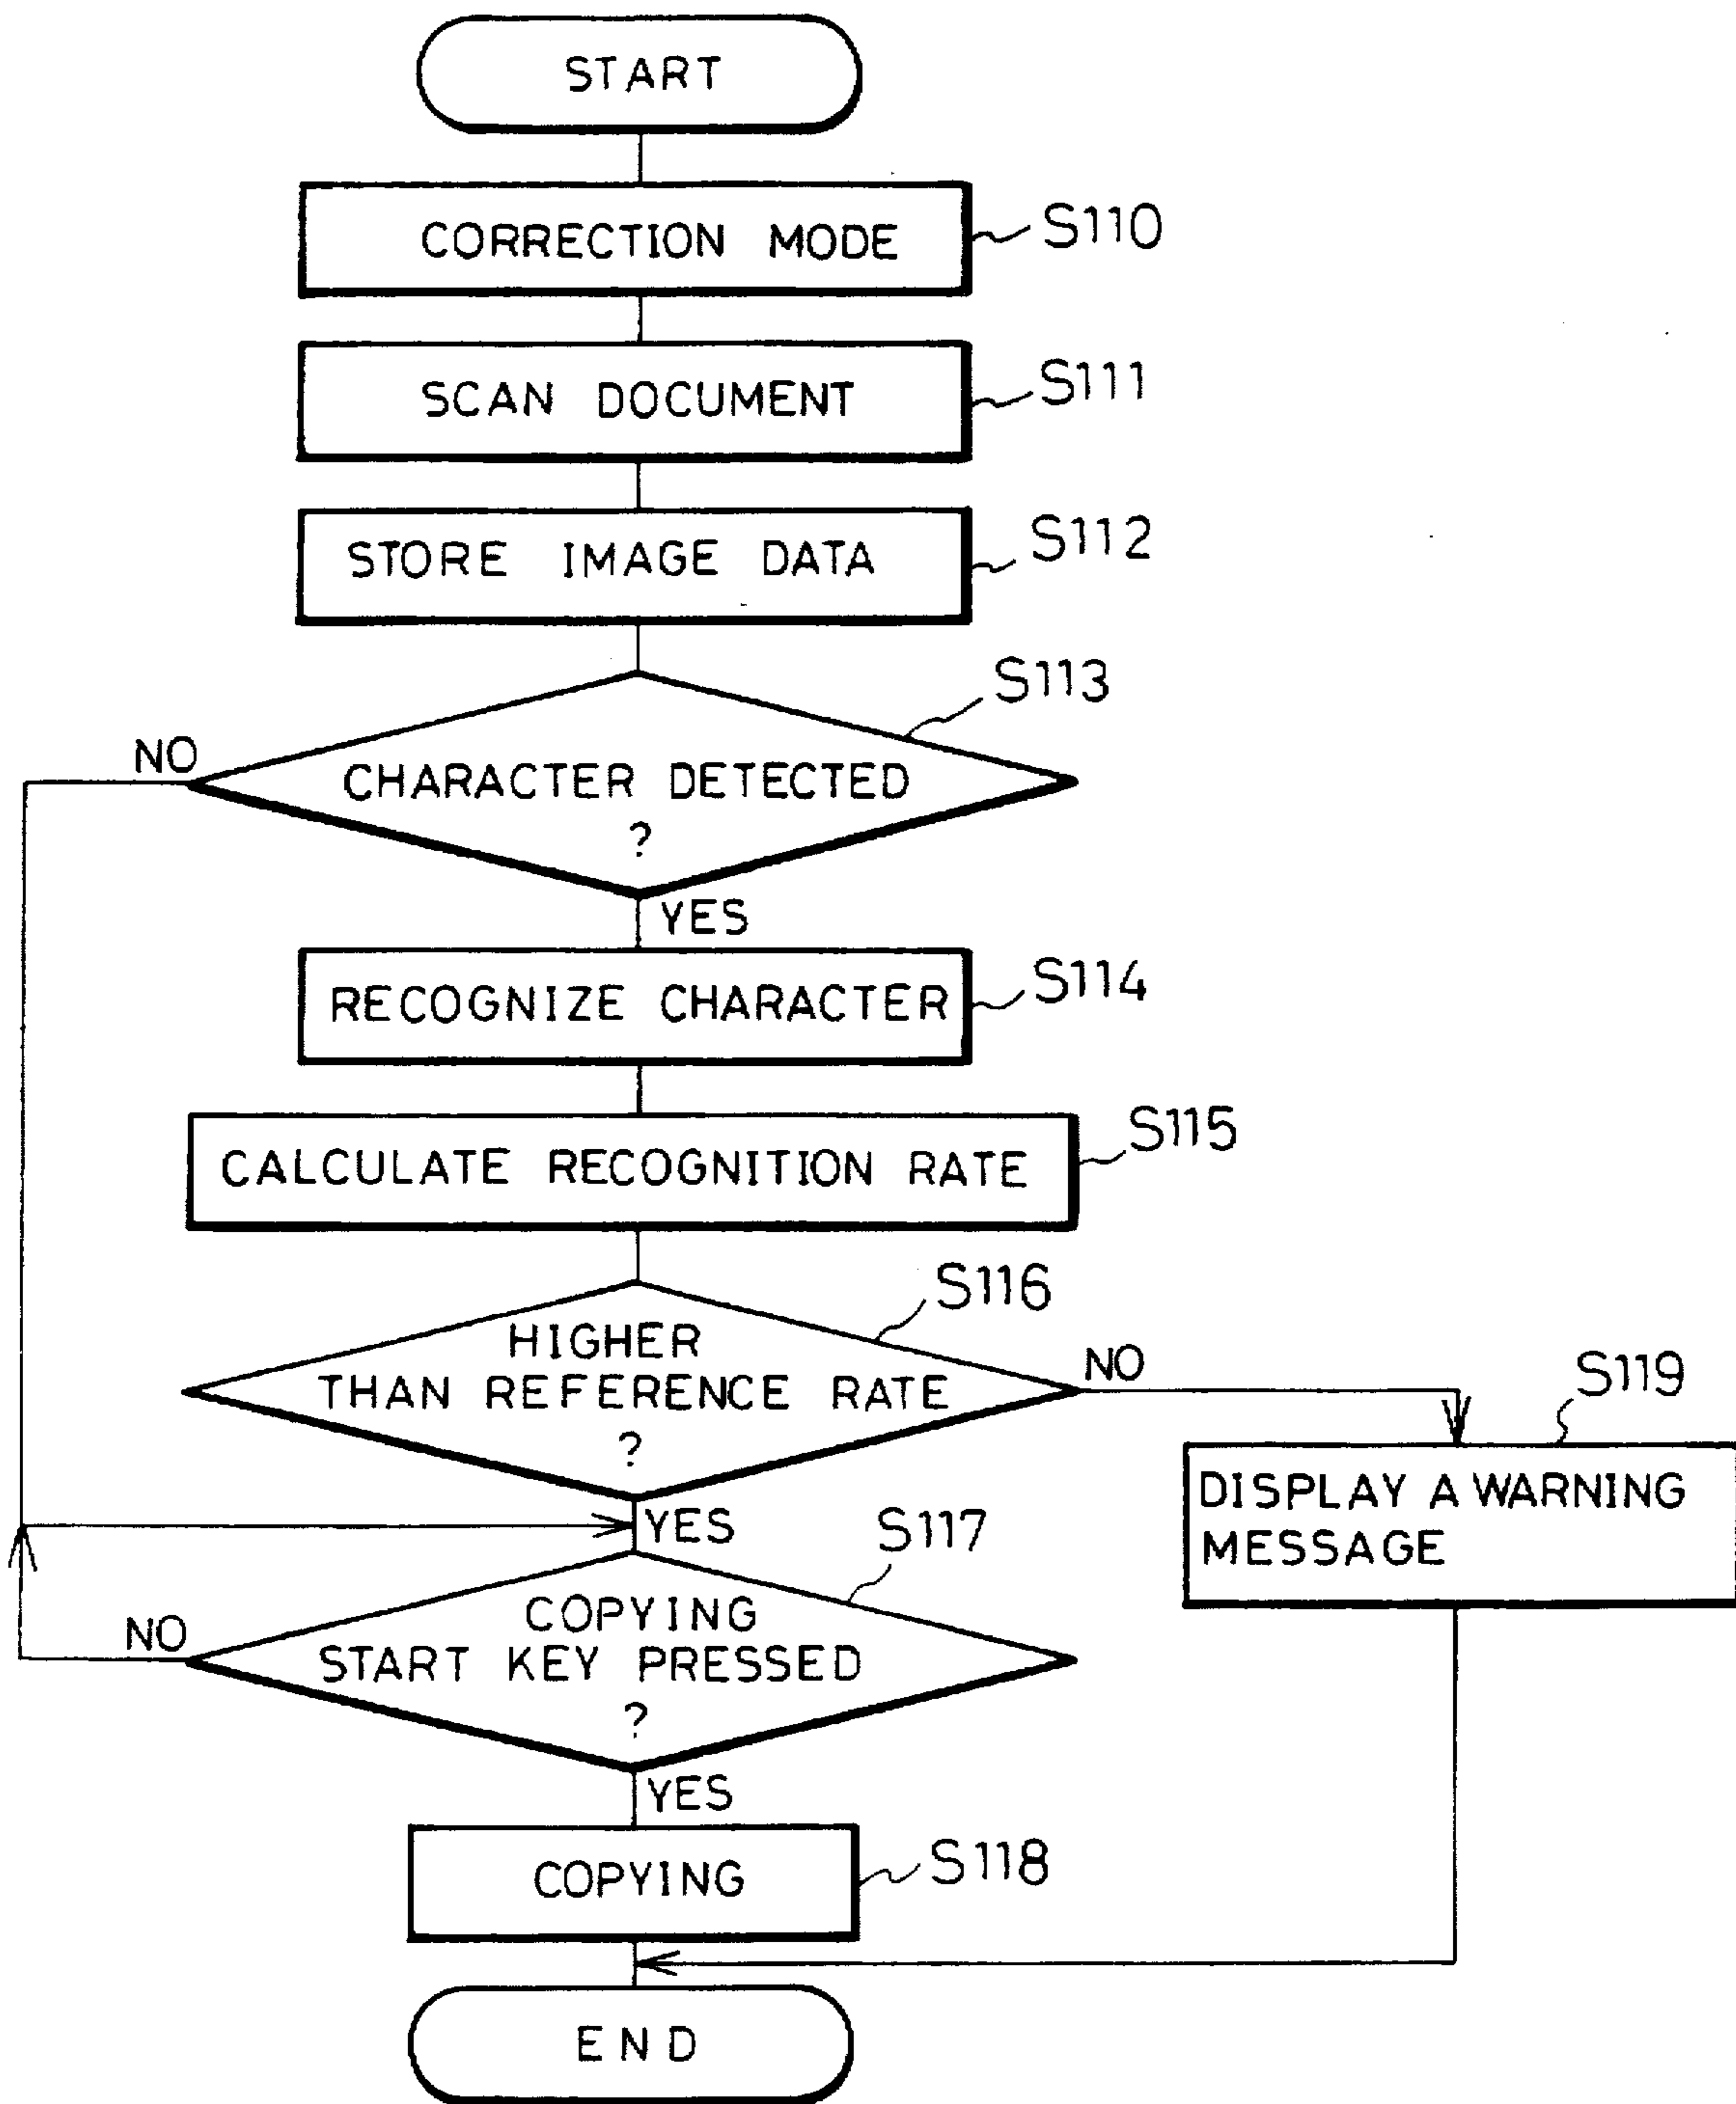 START
CORRECTION MODE
S110
SCAN DOCUMENT
S111
STORE IMAGE DATA
S112
S113
NO
CHARACTER DETECTED
?
YES
RECOGNIZE CHARACTER
S114
CALCULATE RECOGNITION RATE
S115
S116
HIGHER
THAN REFERENCE RATE
?
NO
S119
DISPLAY A WARNING
MESSAGE
YES
S117
COPYING
START KEY PRESSED
?
NO
YES
COPYING
S118
END